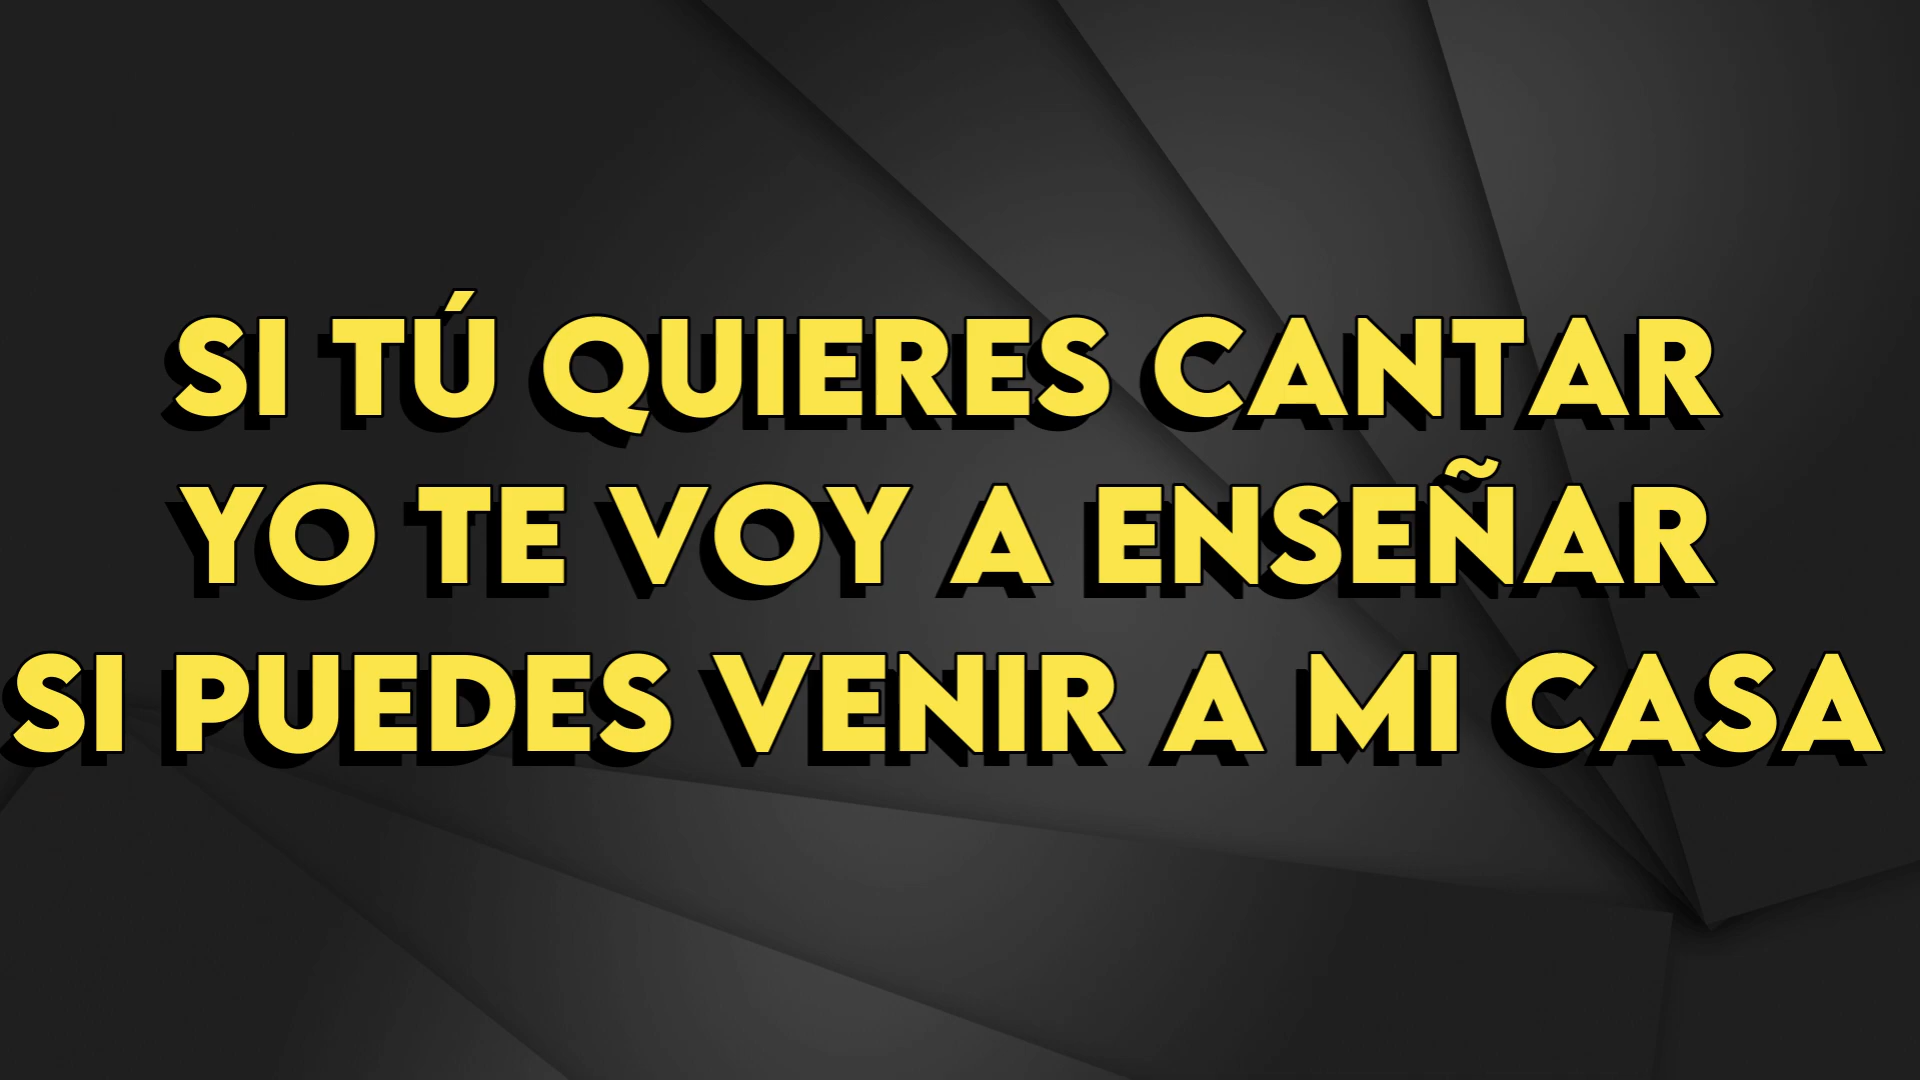 SI TÚ QUIERES CANTAR
YO TE VOY A ENSEÑAR
SI PUEDES VENIR A MI CASA